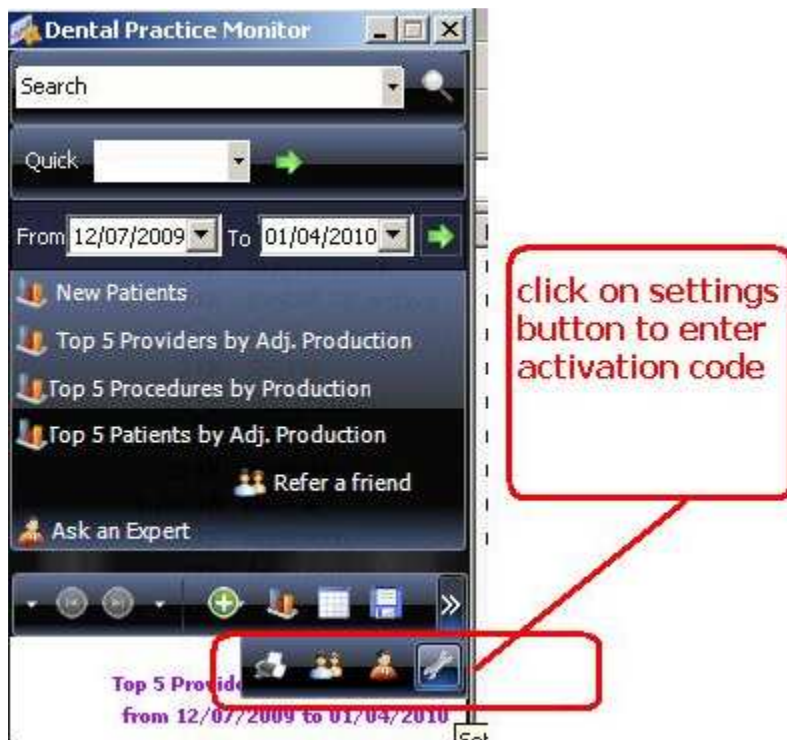 Dental Practice Monitor
Search
Quick
From 12/07/2009 To 01/04/2010
New Patients
Top 5 Providers by Adj. Production
Top 5 Procedures by Production
Top 5 Patients by Adj. Production
Refer a friend
Ask an Expert
click on settings
button to enter
activation code
Top 5 Provide
from 12/07/2009 to 01/04/2010